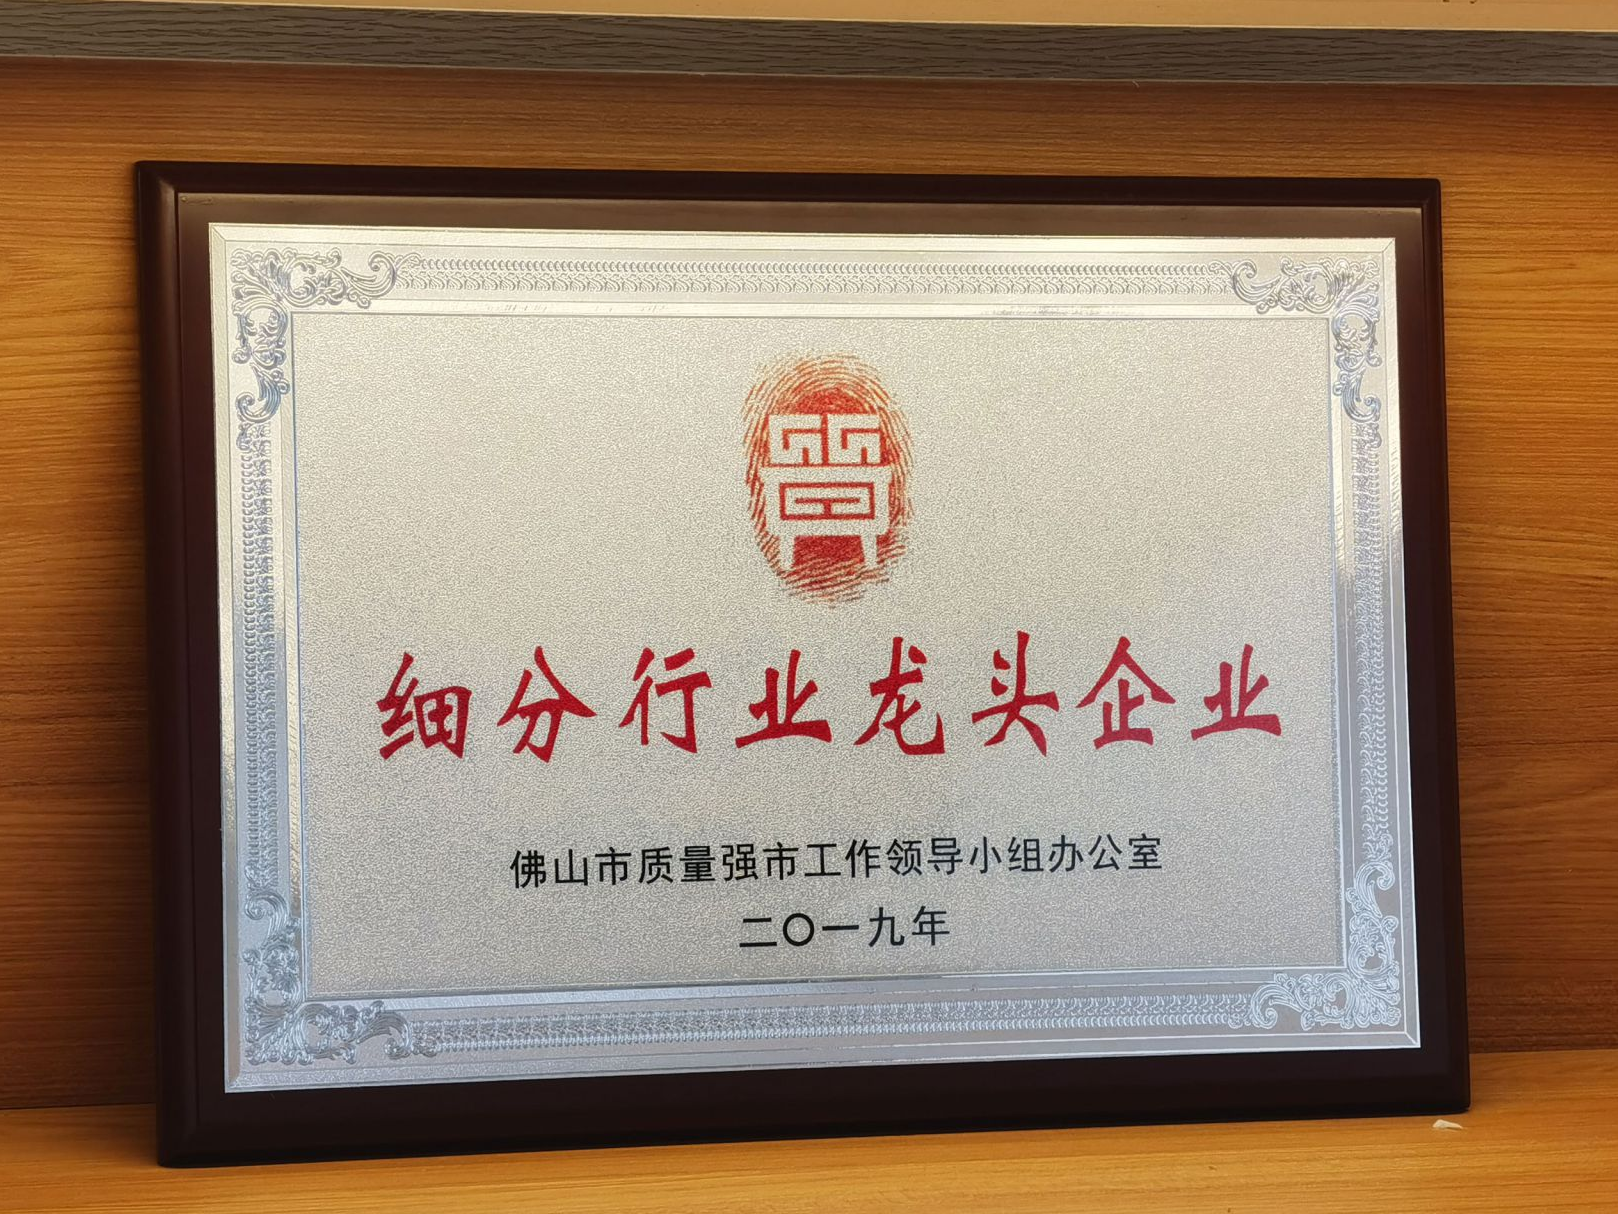 细分行业龙头企业
佛山市质量强市工作领导小组办公室
二〇一九年